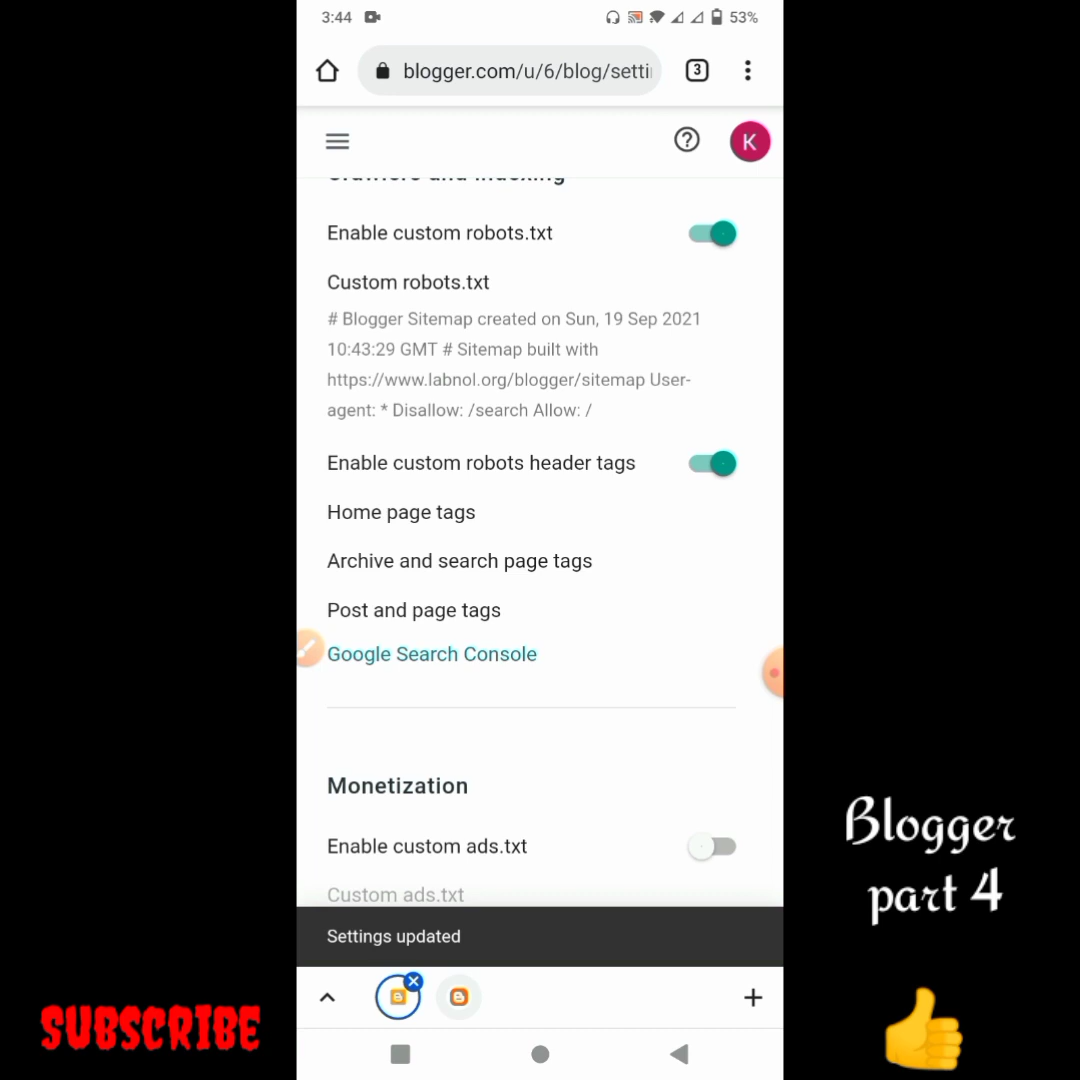 3:44
53%
blogger.com/u/6/blog/setti
3
K
Crawlers and indexing
Enable custom robots.txt
Custom robots.txt
# Blogger Sitemap created on Sun, 19 Sep 2021
10:43:29 GMT # Sitemap built with
https://www.labnol.org/blogger/sitemap User-
agent: * Disallow: /search Allow: /
Enable custom robots header tags
Home page tags
Archive and search page tags
Post and page tags
Google Search Console
Monetization
Enable custom ads.txt
Custom ads.txt
Settings updated
Blogger
part 4
SUBSCRIBE